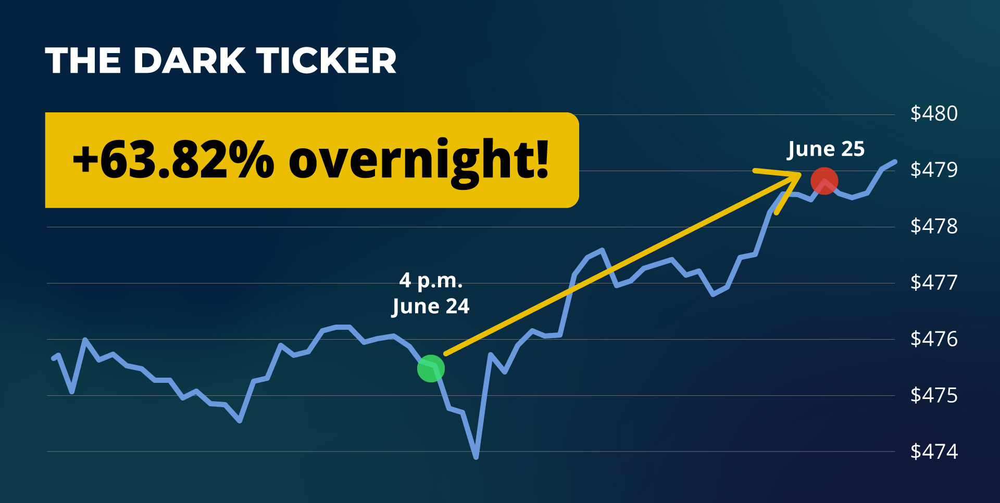 THE DARK TICKER
+63.82% overnight!
$480
June 25
$479
$478
4 p.m.
June 24
$477
$476
$475
$474